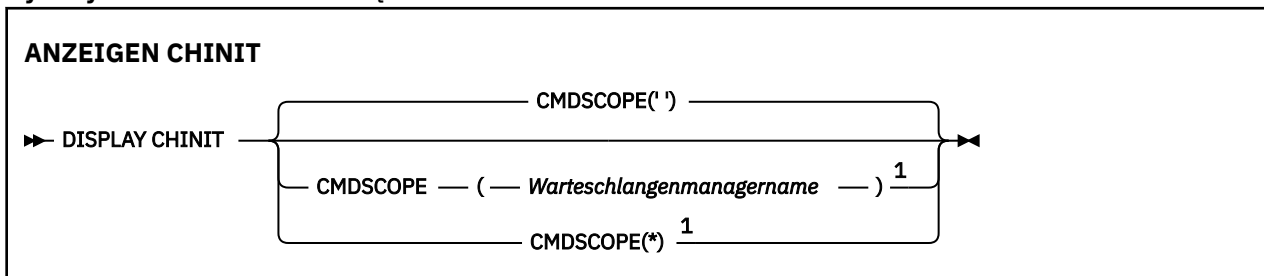 ANZEIGEN CHINIT
CMDSCOPE(' ')
DISPLAY CHINIT
CMDSCOPE ( Warteschlangenmanagername ) 1
CMDSCOPE(*) 1